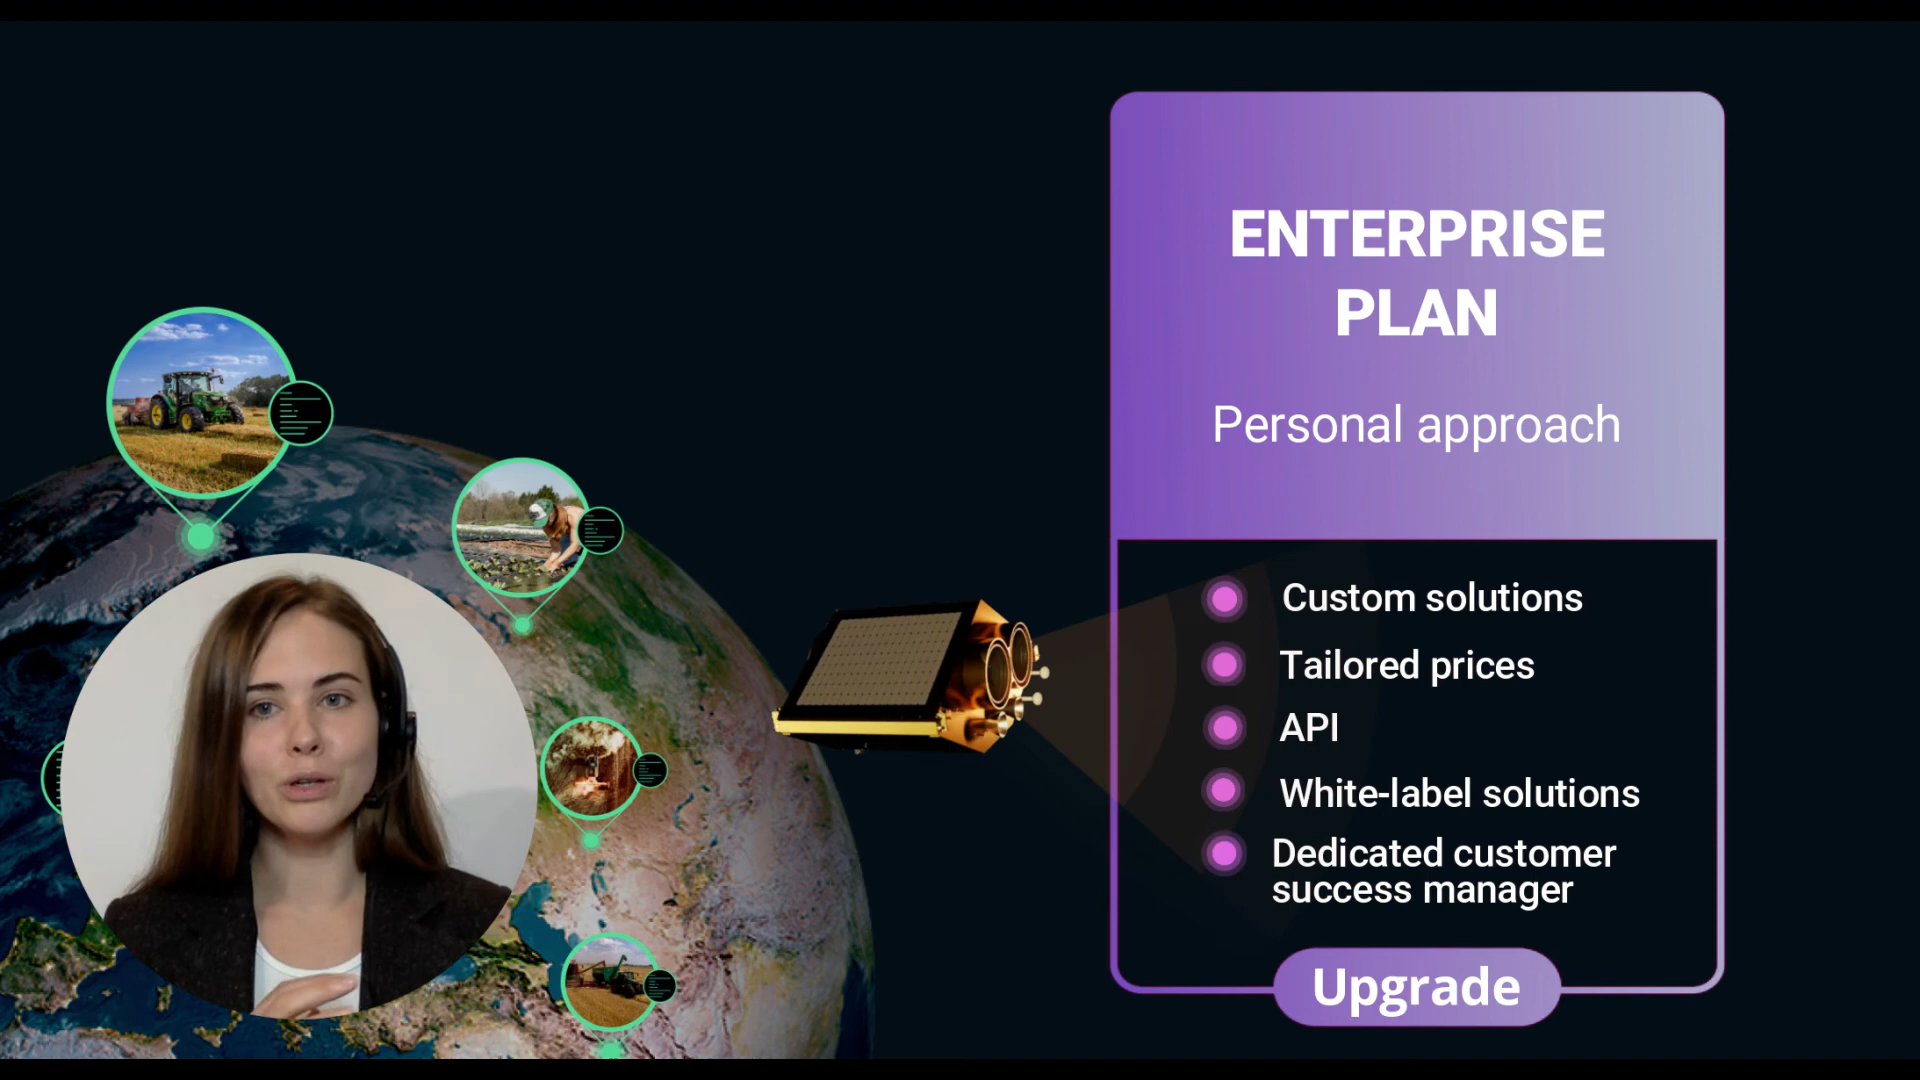 ENTERPRISE
PLAN
Personal approach
Custom solutions
Tailored prices
API
White-label solutions
Dedicated customer
success manager
Upgrade